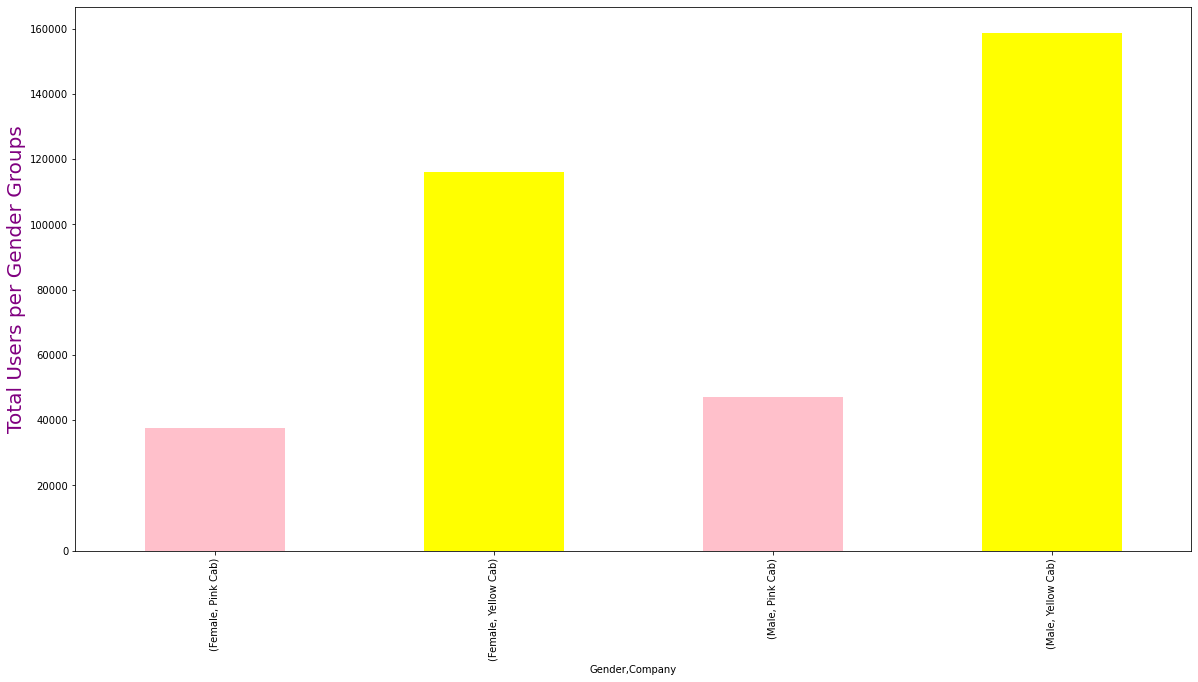 Total Users per Gender Groups
160000
140000
120000
100000
80000
60000
40000
20000
0
(Female, Pink Cab)
(Female, Yellow Cab)
(Male, Pink Cab)
(Male, Yellow Cab)
Gender,Company